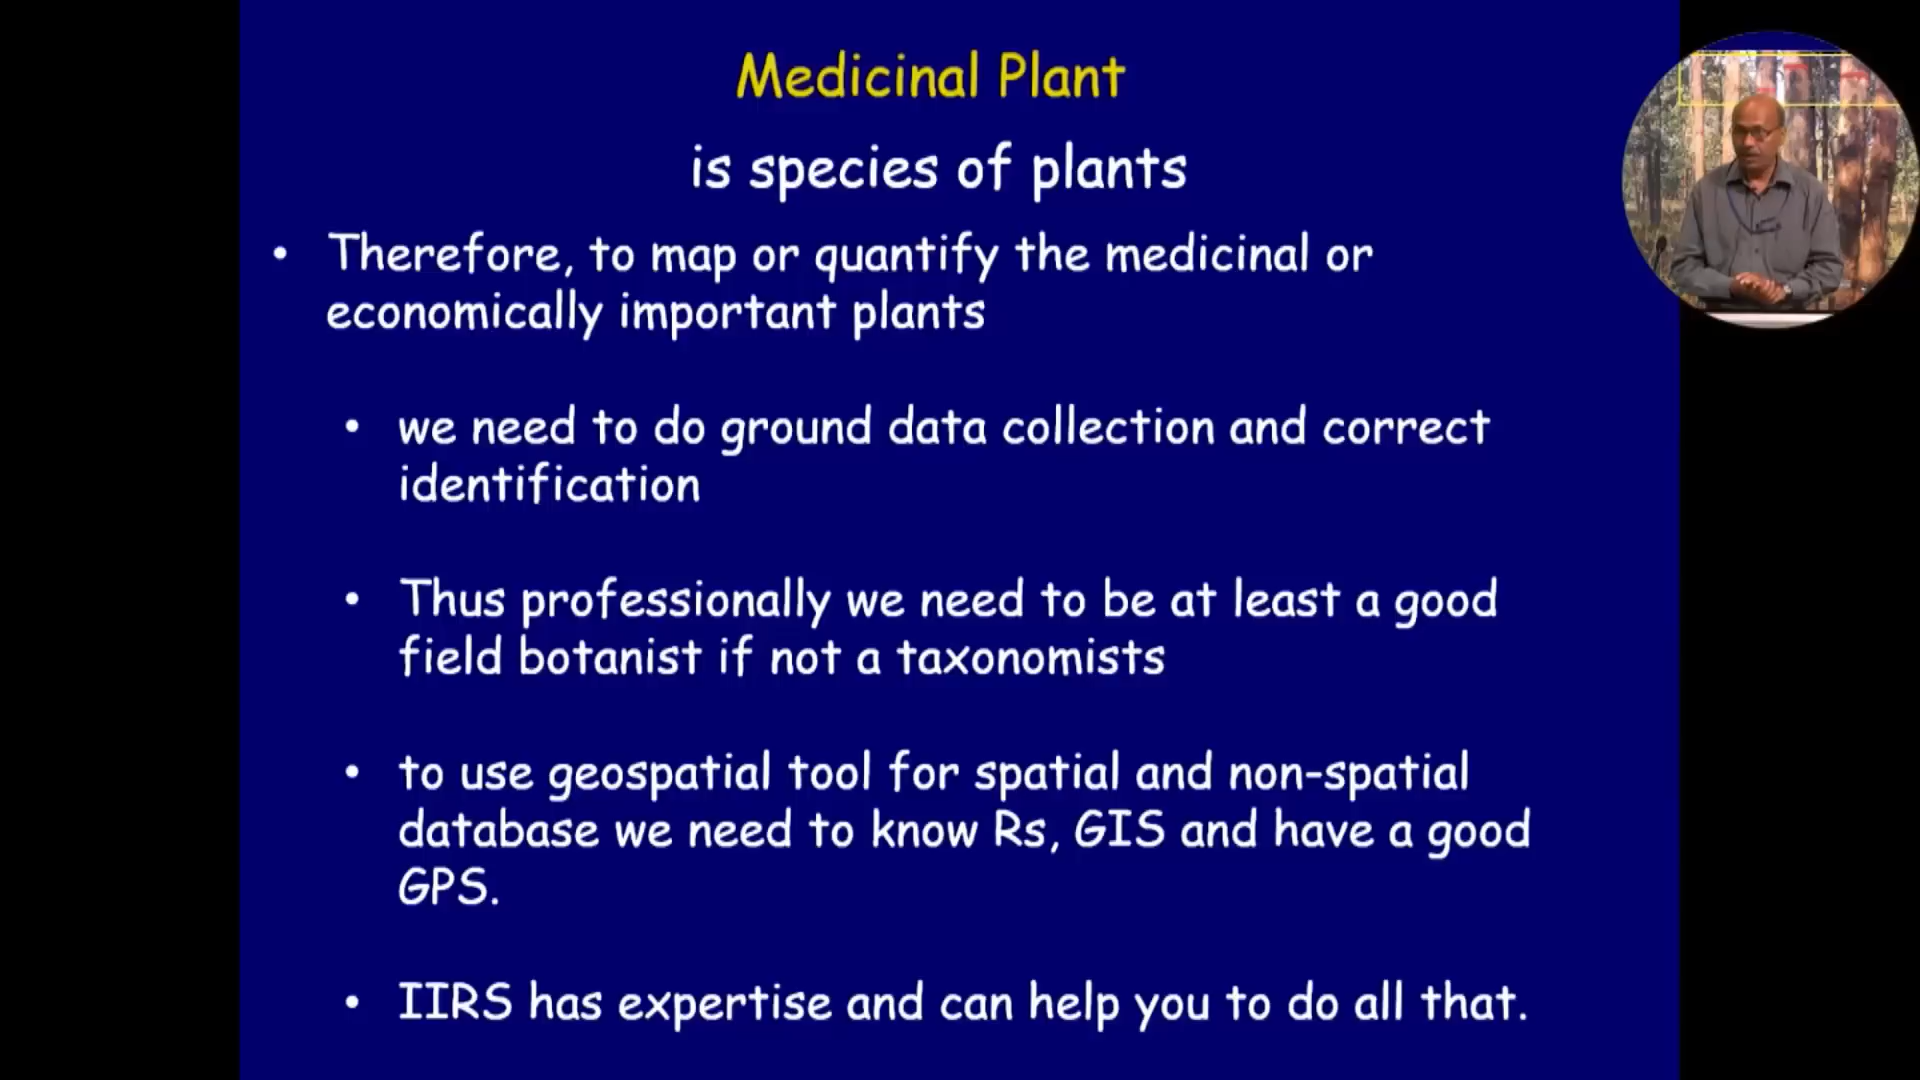 Medicinal Plant
is species of plants
• Therefore, to map or quantify the medicinal or
economically important plants
• we need to do ground data collection and correct
identification
• Thus professionally we need to be at least a good
field botanist if not a taxonomists
• to use geospatial tool for spatial and non-spatial
database we need to know Rs, GIS and have a good
GPS.
• IIRS has expertise and can help you to do all that.